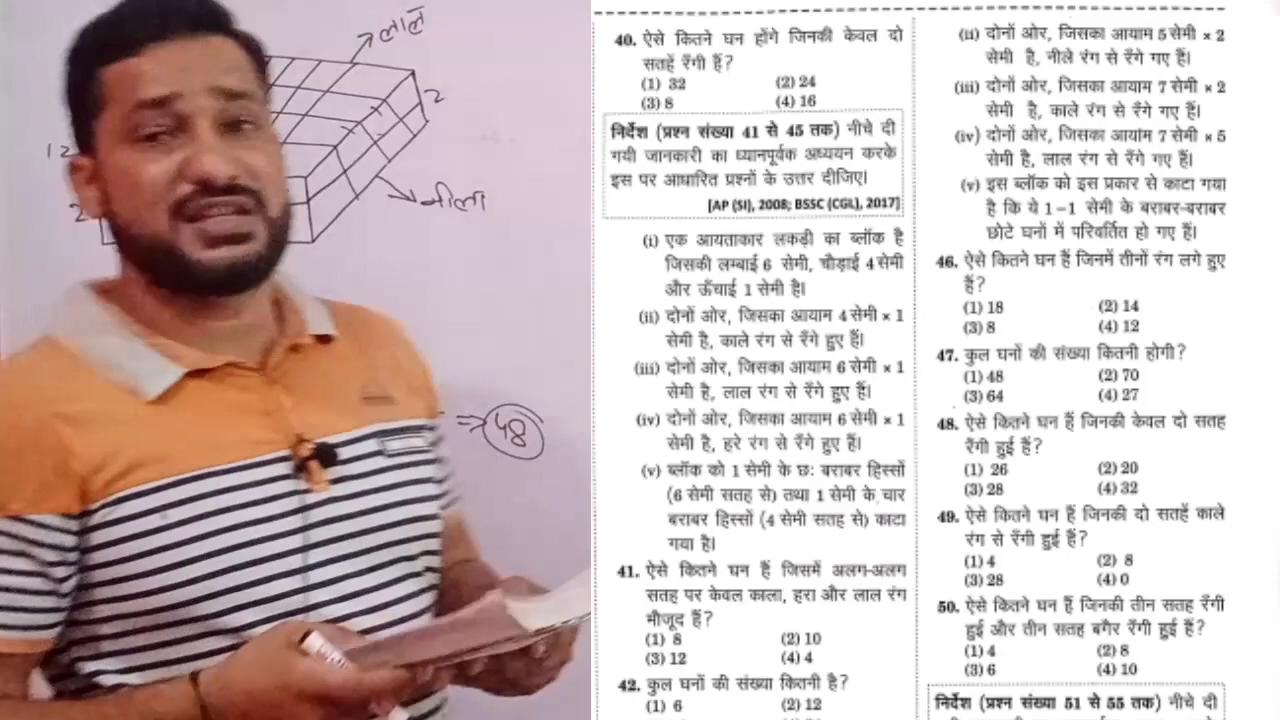 लाल
2
12
2
नीला
=> 48
40. ऐसे कितने घन होंगे जिनकी केवल दो
सतहें रँगी हैं?
(1) 32 (2) 24
(3) 8 (4) 16
निर्देश (प्रश्न संख्या 41 से 45 तक) नीचे दी
गयी जानकारी का ध्यानपूर्वक अध्ययन करके
इस पर आधारित प्रश्नों के उत्तर दीजिए।
[AP (SI), 2008; BSSC (CGL), 2017]
(i) एक आयताकार लकड़ी का ब्लॉक है
जिसकी लम्बाई 6 सेमी, चौड़ाई 4 सेमी
और ऊँचाई 1 सेमी है।
(ii) दोनों ओर, जिसका आयाम 4 सेमी × 1
सेमी है, काले रंग से रँगे हुए हैं।
(iii) दोनों ओर, जिसका आयाम 6 सेमी × 1
सेमी है, लाल रंग से रँगे हुए हैं।
(iv) दोनों ओर, जिसका आयाम 6 सेमी × 1
सेमी है, हरे रंग से रँगे हुए हैं।
(v) ब्लॉक को 1 सेमी के छः बराबर हिस्सों
(6 सेमी सतह से) तथा 1 सेमी के चार
बराबर हिस्सों (4 सेमी सतह से) काटा
गया है।
41. ऐसे कितने घन हैं जिसमें अलग-अलग
सतह पर केवल काला, हरा और लाल रंग
मौजूद हैं?
(1) 8 (2) 10
(3) 12 (4) 4
42. कुल घनों की संख्या कितनी है?
(1) 6 (2) 12
(ii) दोनों ओर, जिसका आयाम 5 सेमी × 2
सेमी है, नीले रंग से रँगे गए हैं।
(iii) दोनों ओर, जिसका आयाम 7 सेमी × 2
सेमी है, काले रंग से रँगे गए हैं।
(iv) दोनों ओर, जिसका आयाम 7 सेमी × 5
सेमी है, लाल रंग से रँगे गए हैं।
(v) इस ब्लॉक को इस प्रकार से काटा गया
है कि ये 1-1 सेमी के बराबर-बराबर
छोटे घनों में परिवर्तित हो गए हैं।
46. ऐसे कितने घन हैं जिनमें तीनों रंग लगे हुए
हैं?
(1) 18 (2) 14
(3) 8 (4) 12
47. कुल घनों की संख्या कितनी होगी?
(1) 48 (2) 70
(3) 64 (4) 27
48. ऐसे कितने घन हैं जिनकी केवल दो सतह
रँगी हुई हैं?
(1) 26 (2) 20
(3) 28 (4) 32
49. ऐसे कितने घन हैं जिनकी दो सतहें काले
रंग से रँगी हुई हैं?
(1) 4 (2) 8
(3) 28 (4) 0
50. ऐसे कितने घन हैं जिनकी तीन सतह रँगी
हुई और तीन सतह बगैर रँगी हुई हैं?
(1) 4 (2) 8
(3) 6 (4) 10
निर्देश (प्रश्न संख्या 51 से 55 तक) नीचे दी